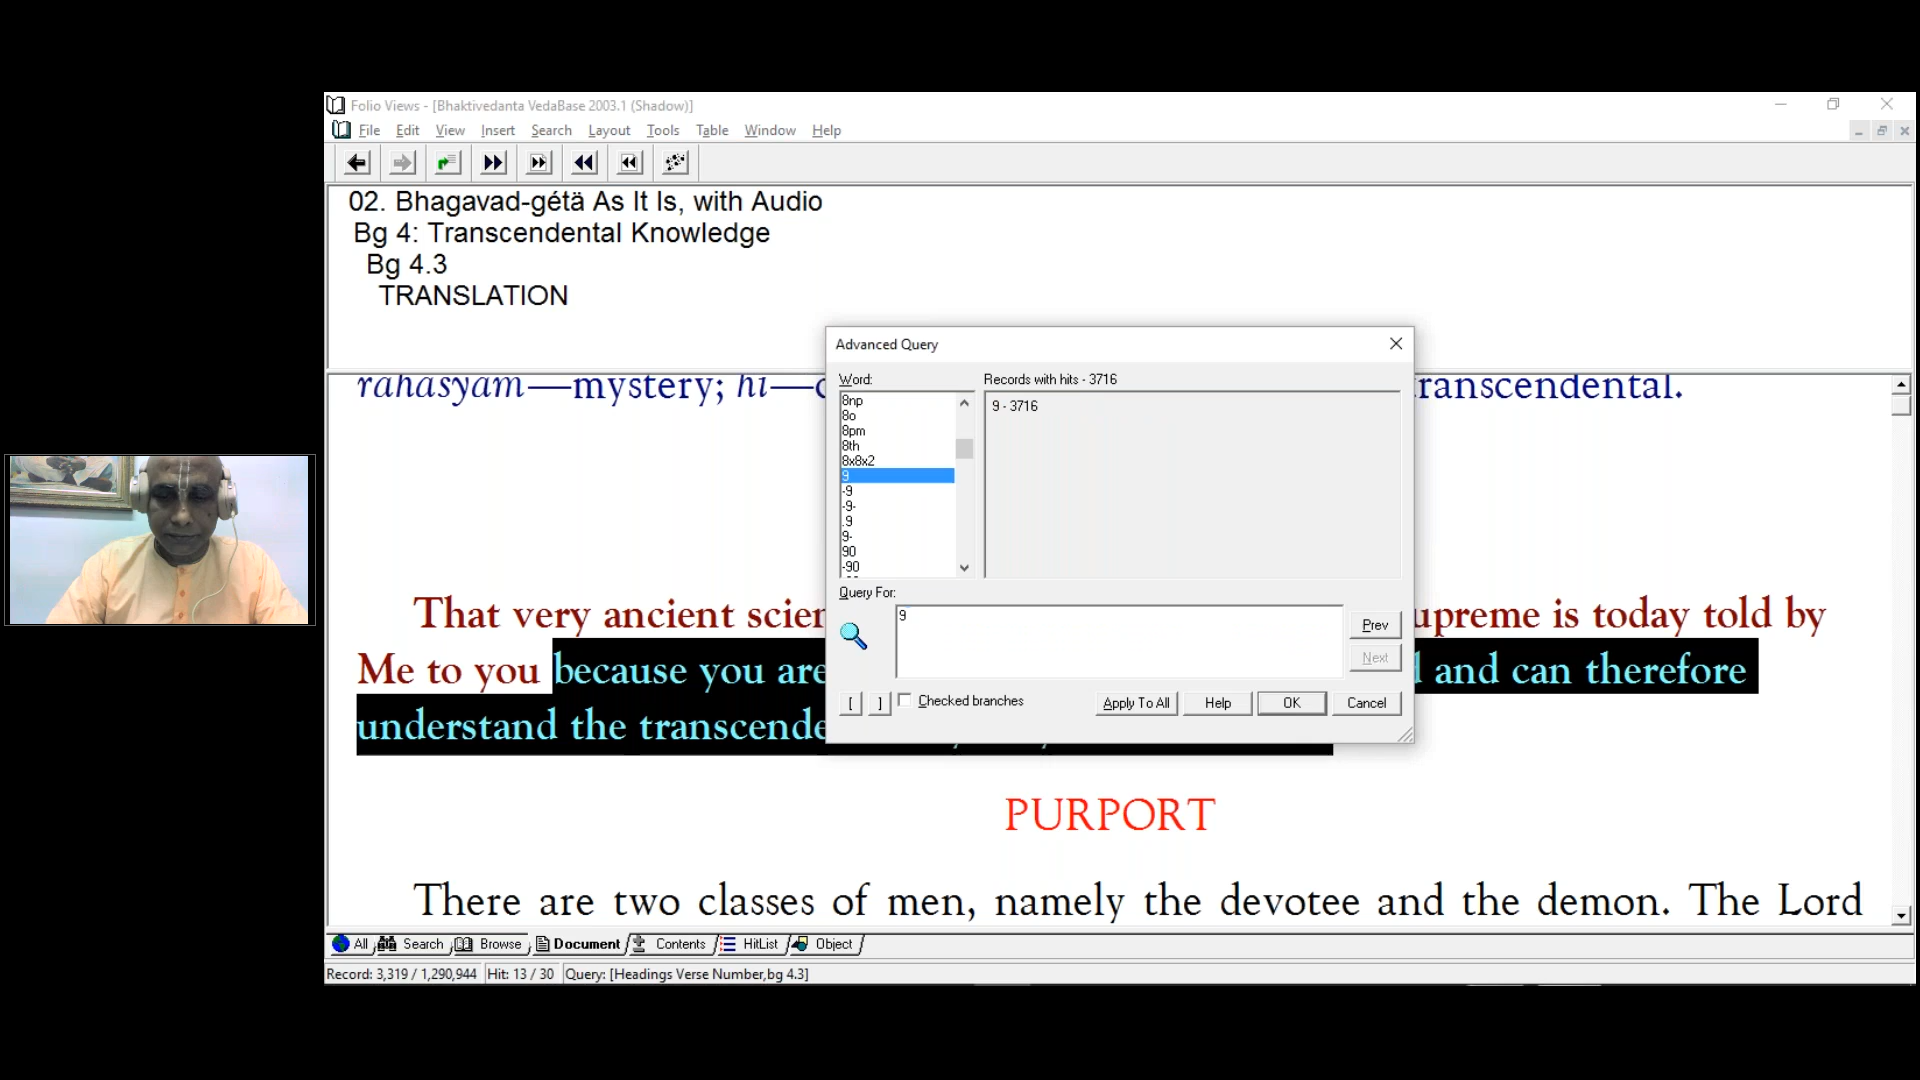 Folio Views - [Bhaktivedanta VedaBase 2003.1 (Shadow)]
File Edit View Insert Search Layout Tools Table Window Help
02. Bhagavad-gétä As It Is, with Audio
Bg 4: Transcendental Knowledge
Bg 4.3
TRANSLATION
rahasyam—mystery; hi— ranscendental.
That very ancient scien upreme is today told by
Me to you because you are and can therefore
understand the transcende
PURPORT
There are two classes of men, namely the devotee and the demon. The Lord
Advanced Query
Word:
Records with hits - 3716
8np
8o
8pm
8th
8x8x2
9
-9
-9-
.9
9-
90
-90
9 - 3716
Query For:
9
Prev
Next
[ ] Checked branches Apply To All Help OK Cancel
All Search Browse Document Contents HitList Object
Record: 3,319 / 1,290,944 Hit: 13 / 30 Query: [Headings Verse Number,bg 4.3]